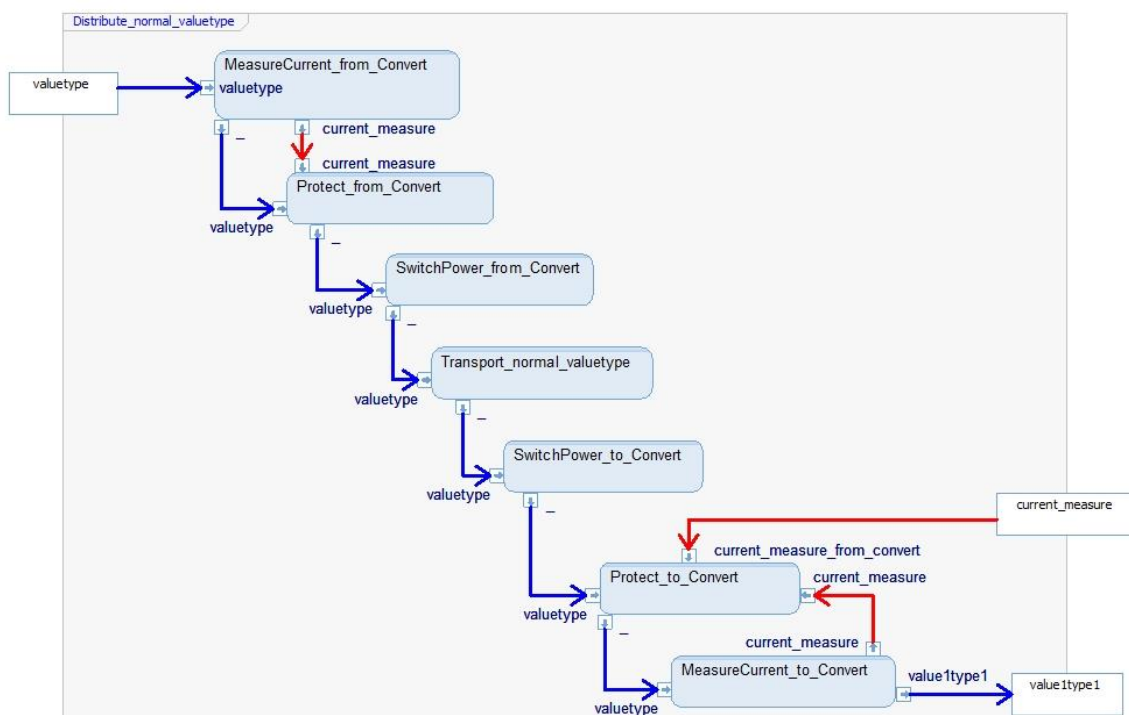 Distribute_normal_valuetype
MeasureCurrent_from_Convert
valuetype
valuetype
_
current_measure
current_measure
Protect_from_Convert
valuetype
_
SwitchPower_from_Convert
valuetype
_
Transport_normal_valuetype
valuetype
_
SwitchPower_to_Convert
valuetype
_
current_measure
current_measure_from_convert
Protect_to_Convert
current_measure
valuetype
_
current_measure
MeasureCurrent_to_Convert
value1type1
value1type1
valuetype